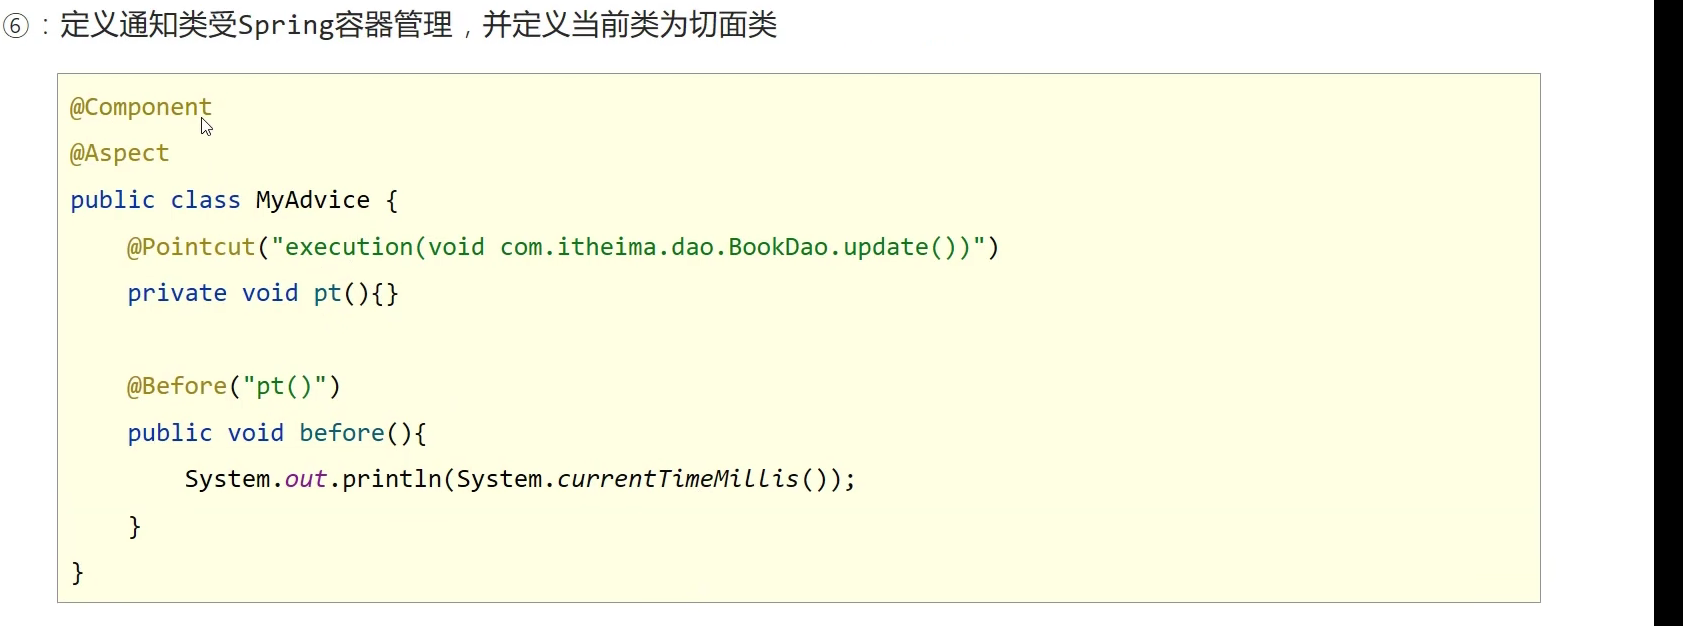 ⑥：定义通知类受Spring容器管理，并定义当前类为切面类
@Component
@Aspect
public class MyAdvice {
    @Pointcut("execution(void com.itheima.dao.BookDao.update())")
    private void pt(){}
    @Before("pt()")
    public void before(){
        System.out.println(System.currentTimeMillis());
    }
}